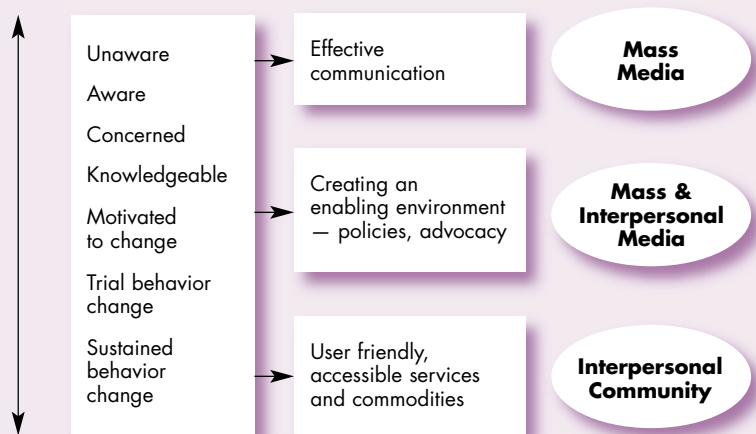 Unaware
Aware
Concerned
Knowledgeable
Motivated
to change
Trial behavior
change
Sustained
behavior
change
Effective
communication
Creating an
enabling environment
— policies, advocacy
User friendly,
accessible services
and commodities
Mass
Media
Mass &
Interpersonal
Media
Interpersonal
Community